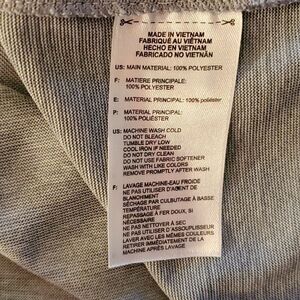 MADE IN VIETNAM
FABRIQUÉ AU VIÊTNAM
HECHO EN VIETNAM
FABRICADO NO VIETNÃ
US: MAIN MATERIAL: 100% POLYESTER
F: MATIERE PRINCIPALE:
100% POLYESTER
E: MATERIAL PRINCIPAL: 100% poliéster
P: MATERIAL PRINCIPAL:
100% POLIÉSTER
US: MACHINE WASH COLD
DO NOT BLEACH
TUMBLE DRY LOW
COOL IRON IF NEEDED
DO NOT DRY CLEAN
DO NOT USE FABRIC SOFTENER
WASH WITH LIKE COLORS
REMOVE PROMPTLY AFTER WASH
F: LAVAGE MACHINE-EAU FROIDE
NE PAS UTILISER D'AGENT DE
BLANCHIMENT
SÉCHAGE PAR CULBUTAGE À BASSE
TEMPÉRATURE
REPASSAGE À FER DOUX, SI
NÉCESSAIRE
NE PAS NETTOYER À SEC
NE PAS UTILISER D'ASSOUPLISSEUR
LAVER AVEC LES MÊMES COULEURS
RETIRER IMMÉDIATEMENT DE LA
MACHINE APRÈS LAVAGE